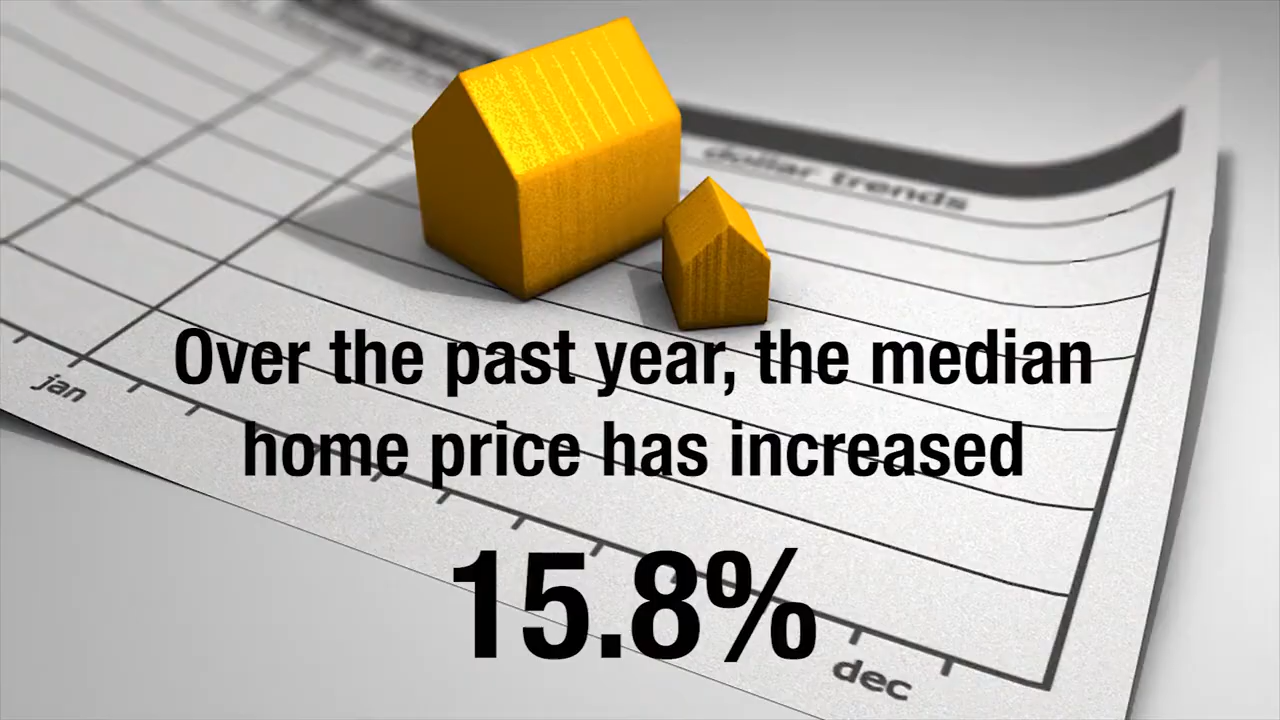 dollar trends
Over the past year, the median
jan
home price has increased
15.8%
dec